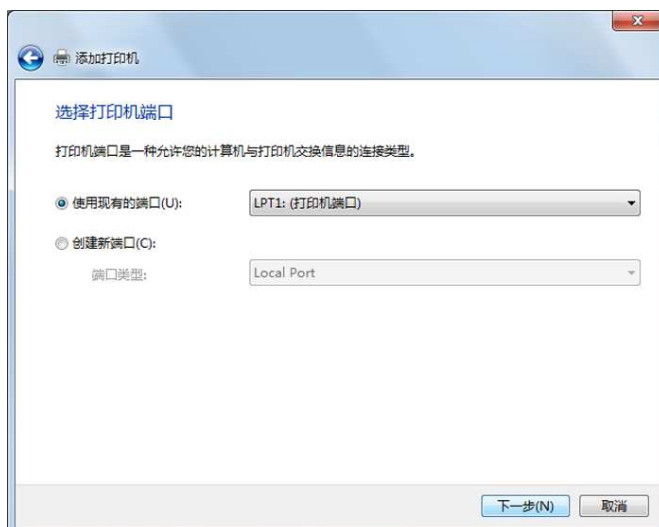 添加打印机
选择打印机端口
打印机端口是一种允许您的计算机与打印机交换信息的连接类型。
使用现有的端口(U): LPT1: (打印机端口)
创建新端口(C):
端口类型: Local Port
下一步(N) 取消